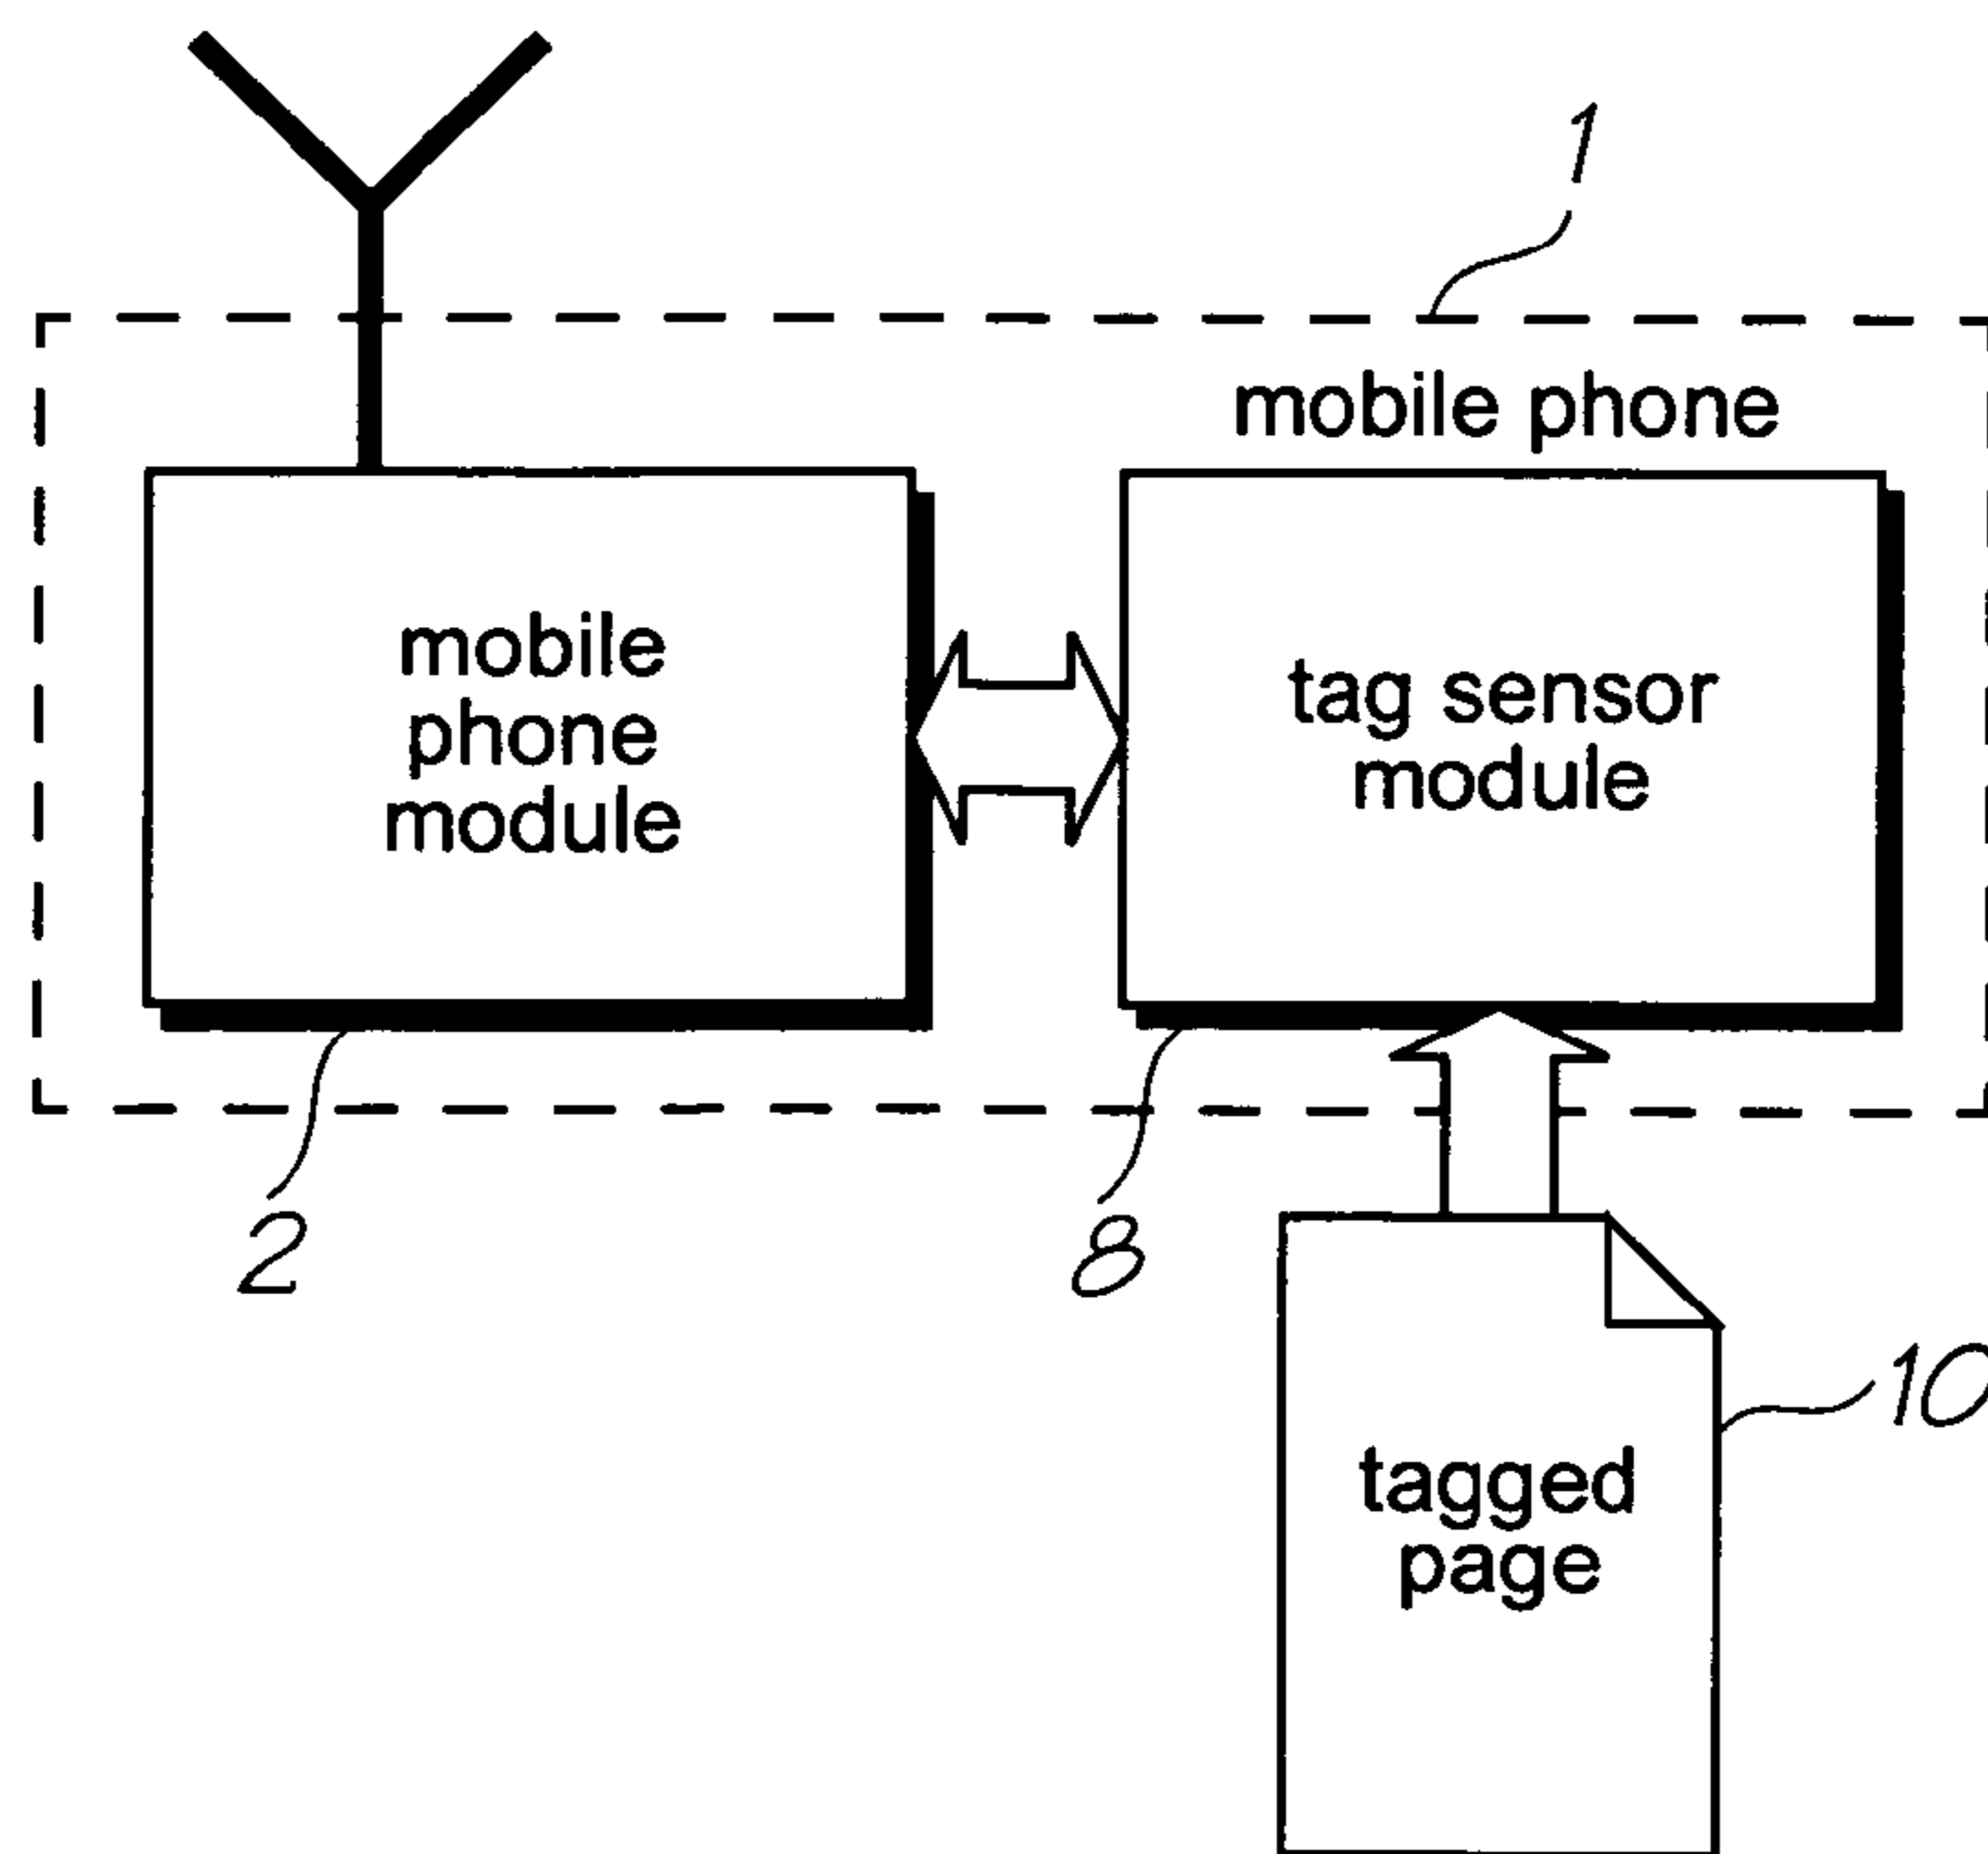 1
mobile phone
mobile
phone
module
tag sensor
module
2
8
10
tagged
page